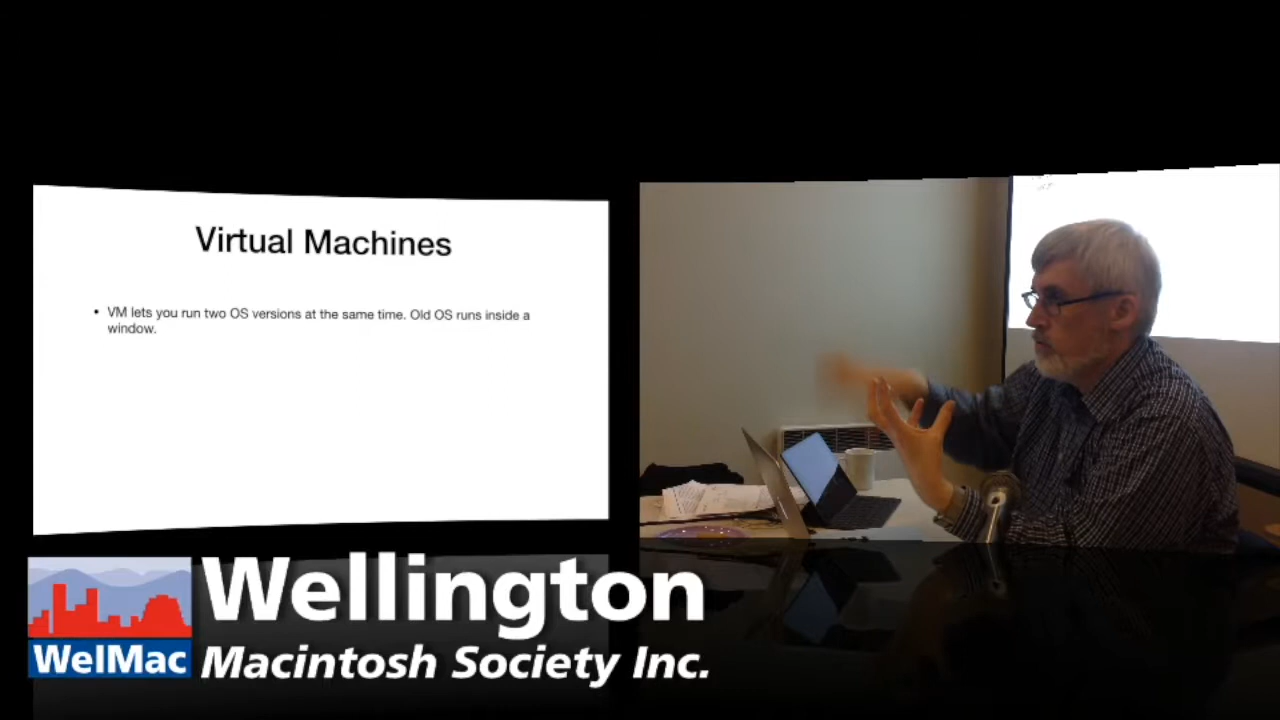 Virtual Machines
• VM lets you run two OS versions at the same time. Old OS runs inside a
window.
Wellington
WelMac
Macintosh Society Inc.